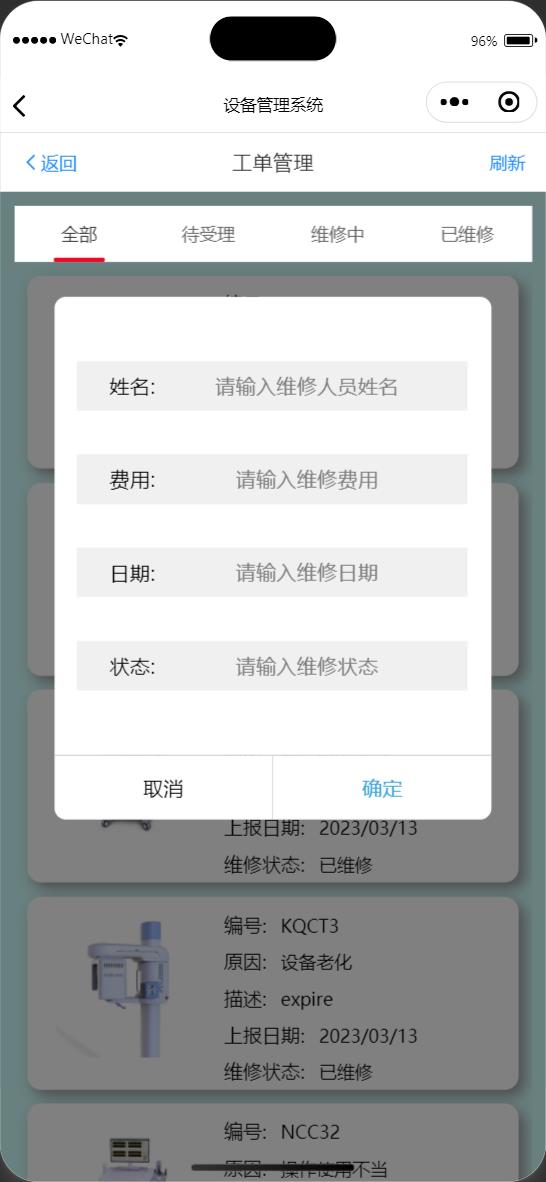 WeChat 96%
设备管理系统
返回 工单管理 刷新
全部 待受理 维修中 已维修
姓名: 请输入维修人员姓名
费用: 请输入维修费用
日期: 请输入维修日期
状态: 请输入维修状态
取消 确定
上报日期: 2023/03/13
维修状态: 已维修
编号: KQCT3
原因: 设备老化
描述: expire
上报日期: 2023/03/13
维修状态: 已维修
编号: NCC32
原因: 操作使用不当